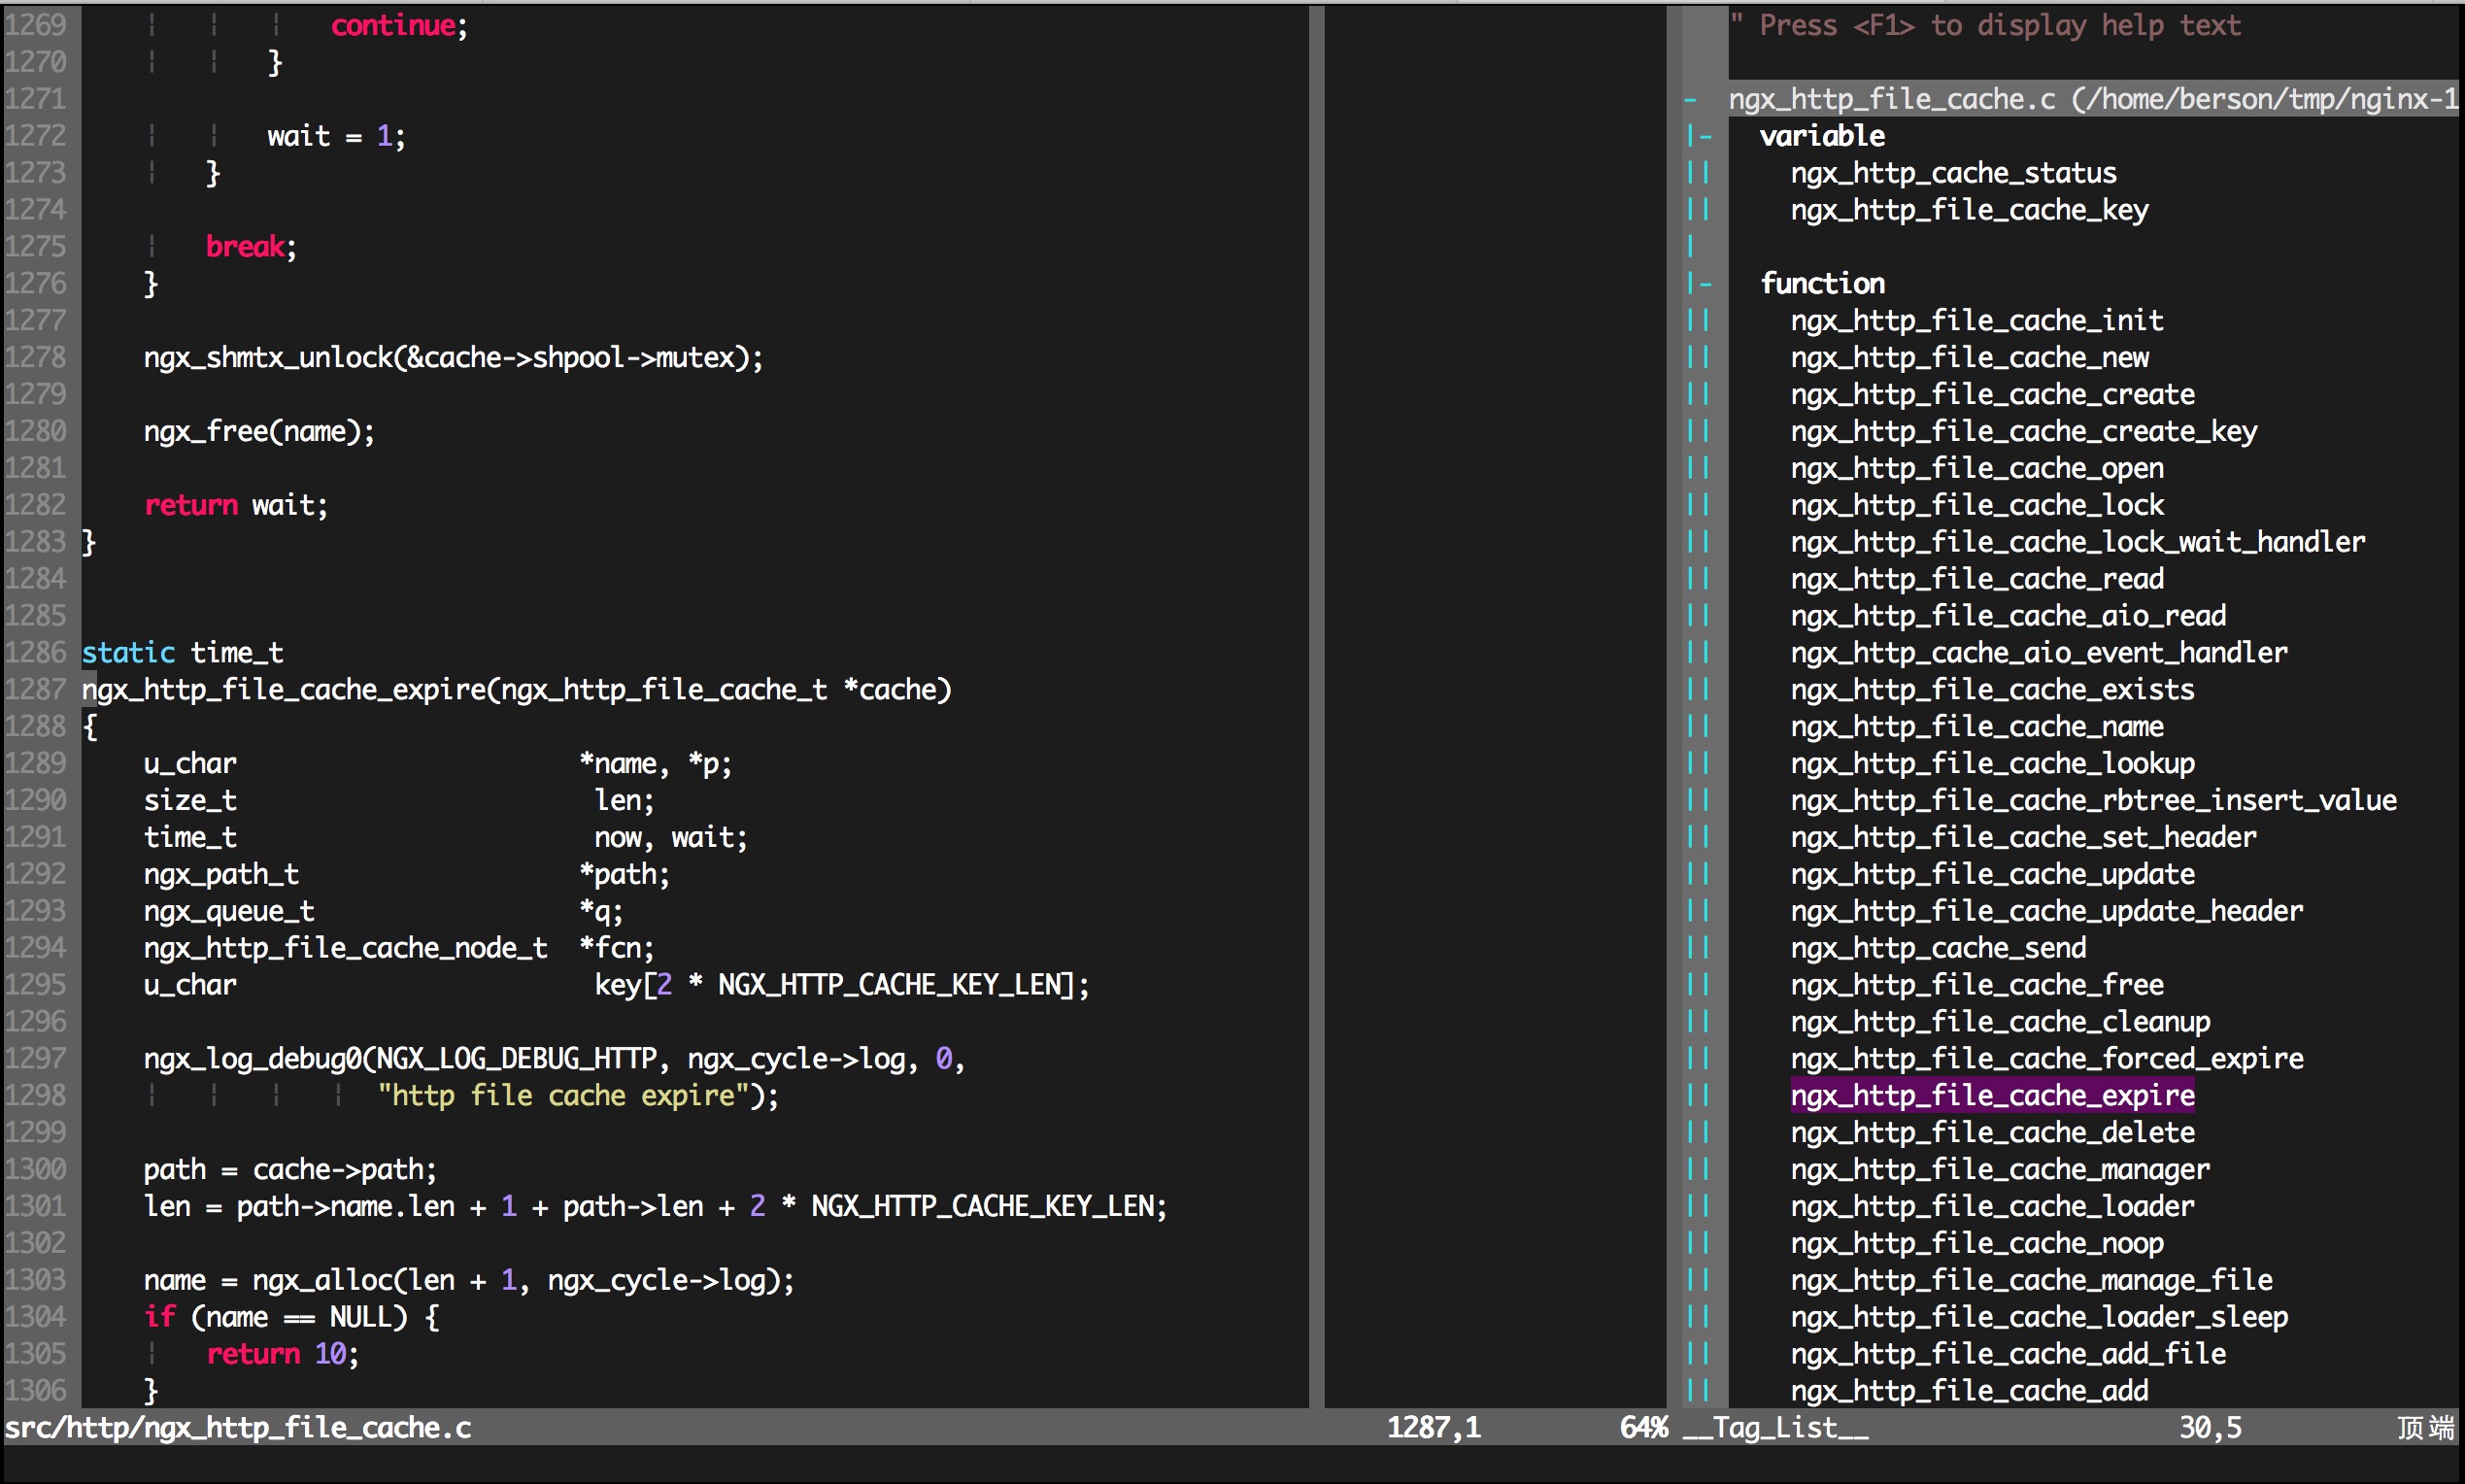 1269 continue;
1270 }
1271
1272 wait = 1;
1273 }
1274
1275 break;
1276 }
1277
1278 ngx_shmtx_unlock(&cache->shpool->mutex);
1279
1280 ngx_free(name);
1281
1282 return wait;
1283 }
1284
1285
1286 static time_t
1287 ngx_http_file_cache_expire(ngx_http_file_cache_t *cache)
1288 {
1289 u_char *name, *p;
1290 size_t len;
1291 time_t now, wait;
1292 ngx_path_t *path;
1293 ngx_queue_t *q;
1294 ngx_http_file_cache_node_t *fcn;
1295 u_char key[2 * NGX_HTTP_CACHE_KEY_LEN];
1296
1297 ngx_log_debug0(NGX_LOG_DEBUG_HTTP, ngx_cycle->log, 0,
1298 "http file cache expire");
1299
1300 path = cache->path;
1301 len = path->name.len + 1 + path->len + 2 * NGX_HTTP_CACHE_KEY_LEN;
1302
1303 name = ngx_alloc(len + 1, ngx_cycle->log);
1304 if (name == NULL) {
1305 return 10;
1306 }
src/http/ngx_http_file_cache.c 1287,1 64%
" Press <F1> to display help text
- ngx_http_file_cache.c (/home/berson/tmp/nginx-1
|- variable
|| ngx_http_cache_status
|| ngx_http_file_cache_key
|
|- function
|| ngx_http_file_cache_init
|| ngx_http_file_cache_new
|| ngx_http_file_cache_create
|| ngx_http_file_cache_create_key
|| ngx_http_file_cache_open
|| ngx_http_file_cache_lock
|| ngx_http_file_cache_lock_wait_handler
|| ngx_http_file_cache_read
|| ngx_http_file_cache_aio_read
|| ngx_http_cache_aio_event_handler
|| ngx_http_file_cache_exists
|| ngx_http_file_cache_name
|| ngx_http_file_cache_lookup
|| ngx_http_file_cache_rbtree_insert_value
|| ngx_http_file_cache_set_header
|| ngx_http_file_cache_update
|| ngx_http_file_cache_update_header
|| ngx_http_cache_send
|| ngx_http_file_cache_free
|| ngx_http_file_cache_cleanup
|| ngx_http_file_cache_forced_expire
|| ngx_http_file_cache_expire
|| ngx_http_file_cache_delete
|| ngx_http_file_cache_manager
|| ngx_http_file_cache_loader
|| ngx_http_file_cache_noop
|| ngx_http_file_cache_manage_file
|| ngx_http_file_cache_loader_sleep
|| ngx_http_file_cache_add_file
|| ngx_http_file_cache_add
__Tag_List__ 30,5 顶端